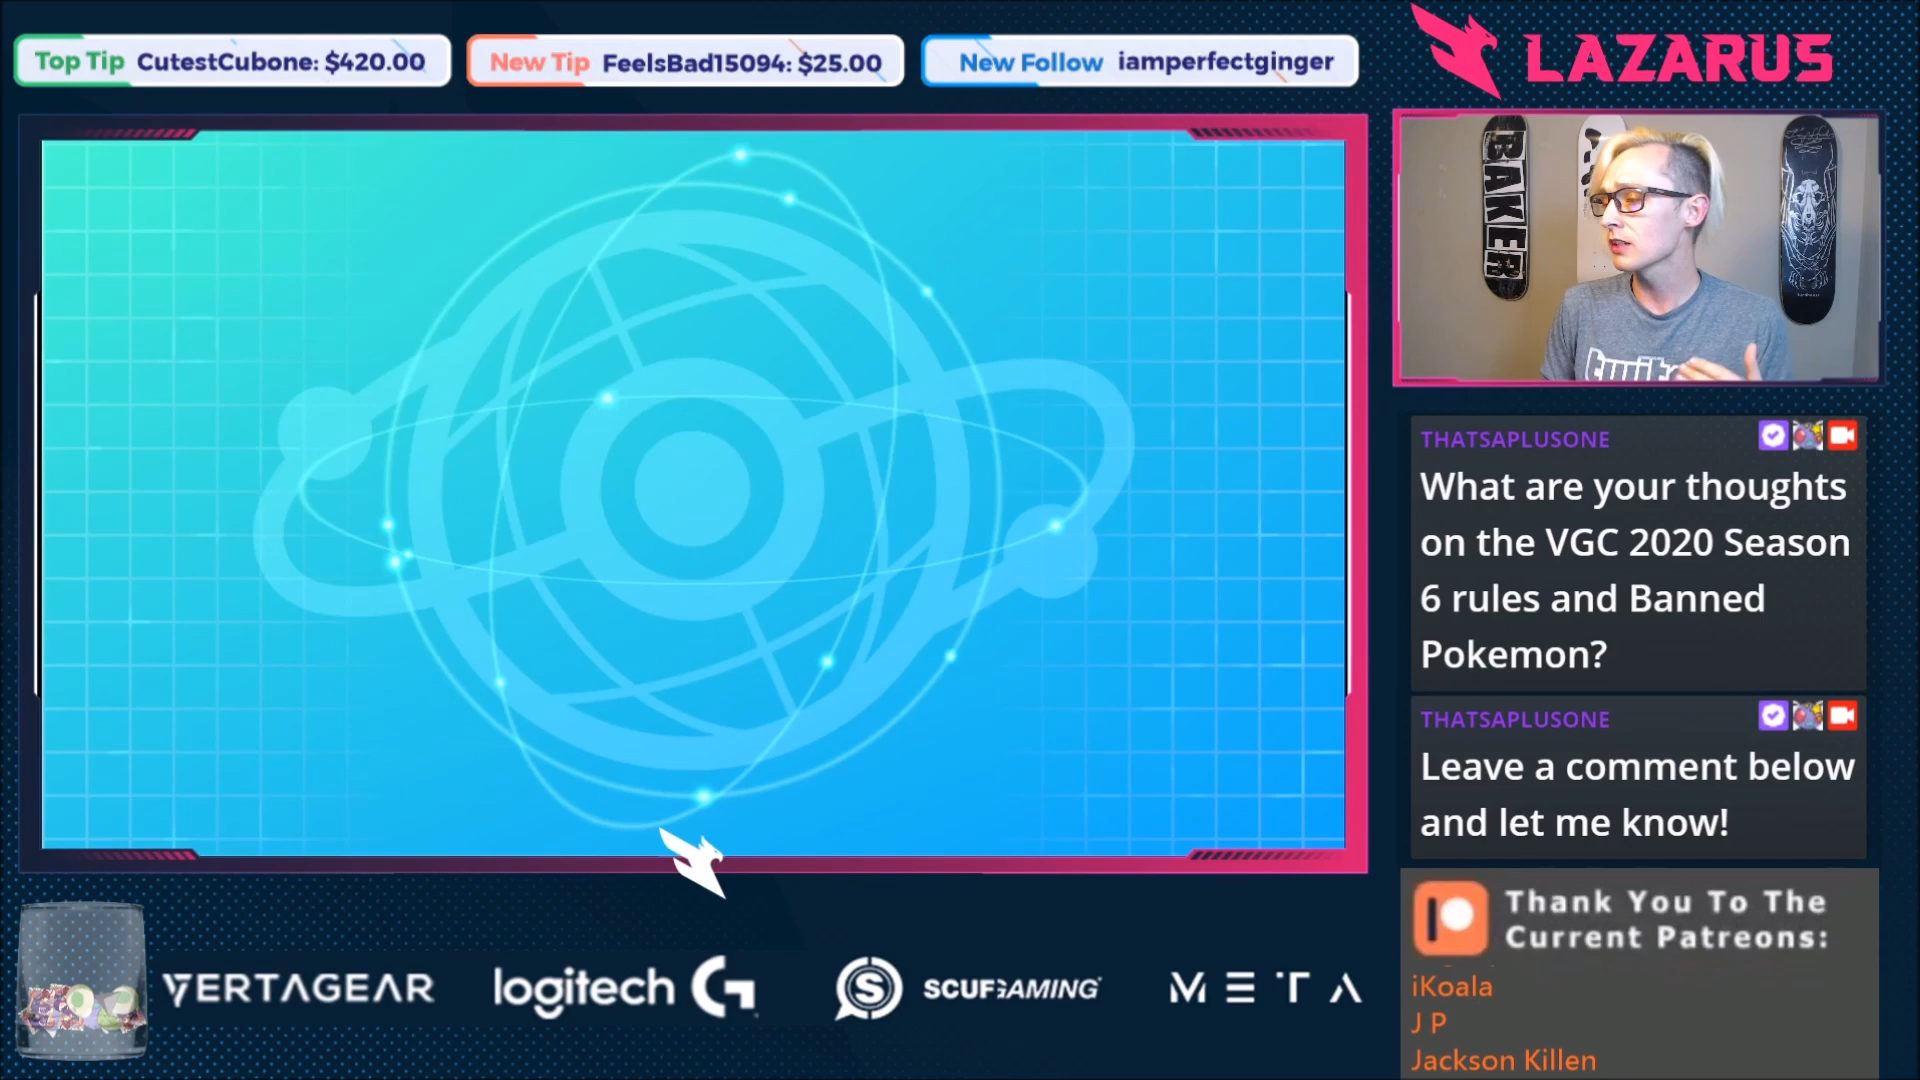 Top Tip CutestCubone: $420.00
New Tip FeelsBad15094: $25.00
New Follow iamperfectginger
LAZARUS
BAKER
twitc
THATSAPLUSONE
What are your thoughts
on the VGC 2020 Season
6 rules and Banned
Pokemon?
THATSAPLUSONE
Leave a comment below
and let me know!
Thank You To The
Current Patreons:
iKoala
J P
Jackson Killen
VERTAGEAR
logitech G
S SCUFGAMING
META